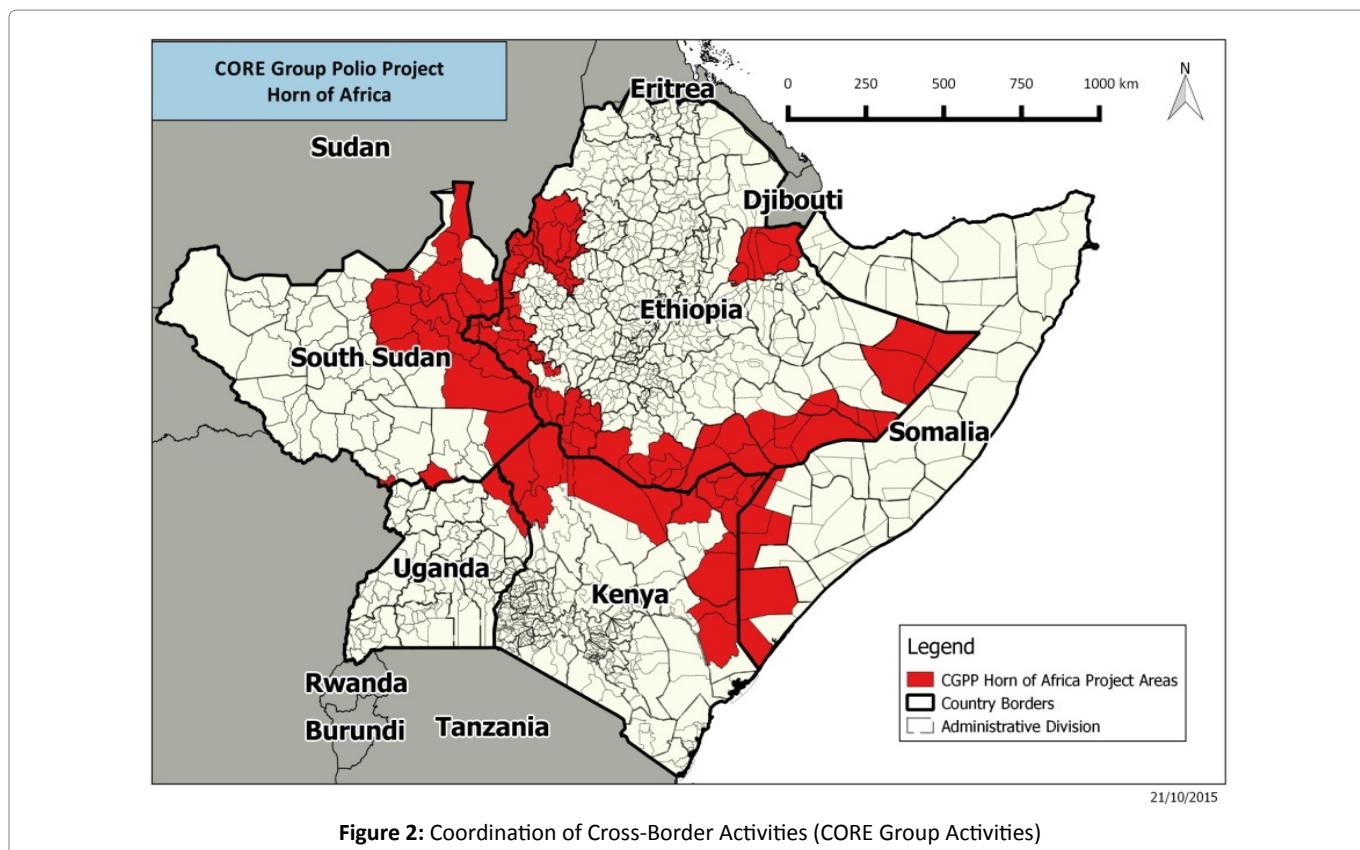 CORE Group Polio Project
Horn of Africa
0 250 500 750 1000 km
N
Eritrea
Sudan
Djibouti
Ethiopia
South Sudan
Somalia
Uganda
Kenya
Rwanda
Burundi
Tanzania
Legend
CGPP Horn of Africa Project Areas
Country Borders
Administrative Division
21/10/2015
Figure 2: Coordination of Cross-Border Activities (CORE Group Activities)